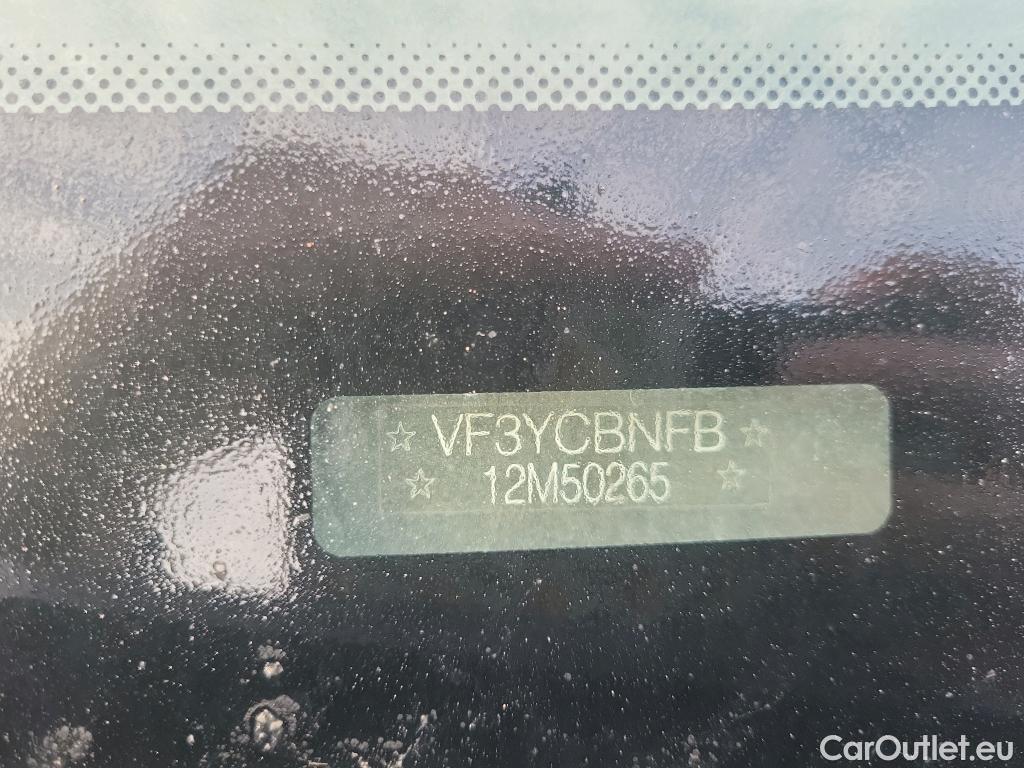 ☆ VF3YCBNFB ☆
☆ 12M50265 ☆
CarOutlet.eu